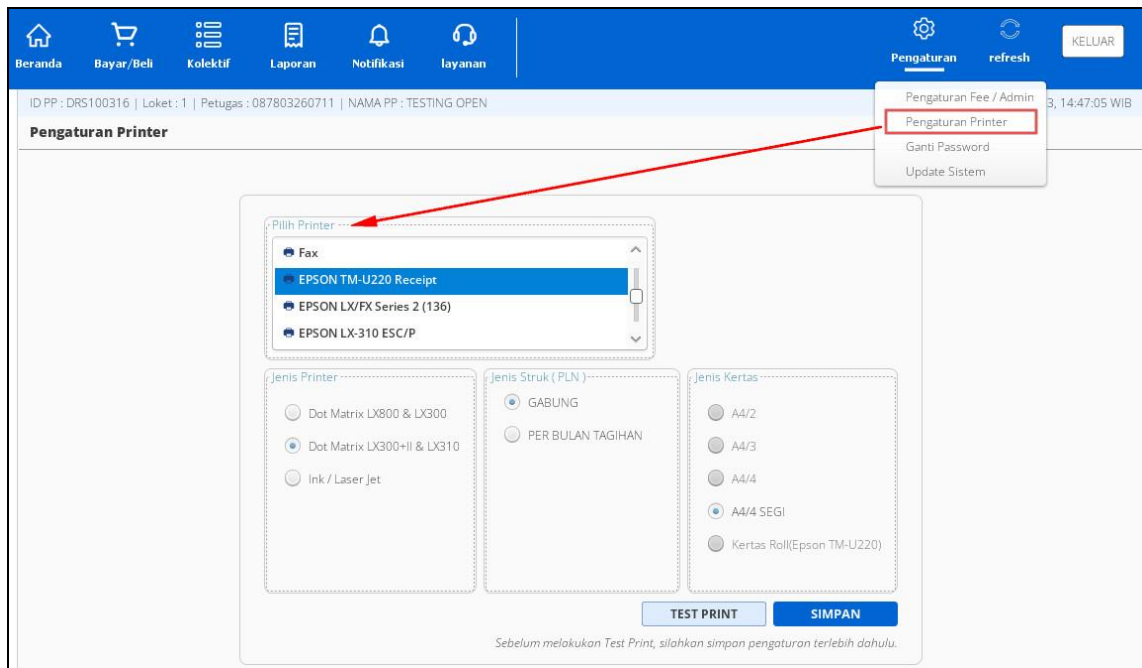 Beranda Bayar/Beli Kolektif Laporan Notifikasi layanan Pengaturan refresh KELUAR
ID PP : DRS100316 | Loket : 1 | Petugas : 087803260711 | NAMA PP : TESTING OPEN
3, 14:47:05 WIB
Pengaturan Fee / Admin
Pengaturan Printer
Ganti Password
Update Sistem
Pengaturan Printer
Pilih Printer
Fax
EPSON TM-U220 Receipt
EPSON LX/FX Series 2 (136)
EPSON LX-310 ESC/P
Jenis Printer
Dot Matrix LX800 & LX300
Dot Matrix LX300+II & LX310
Ink / Laser Jet
Jenis Struk ( PLN )
GABUNG
PER BULAN TAGIHAN
Jenis Kertas
A4/2
A4/3
A4/4
A4/4 SEGI
Kertas Roll(Epson TM-U220)
TEST PRINT SIMPAN
Sebelum melakukan Test Print, silahkan simpan pengaturan terlebih dahulu.